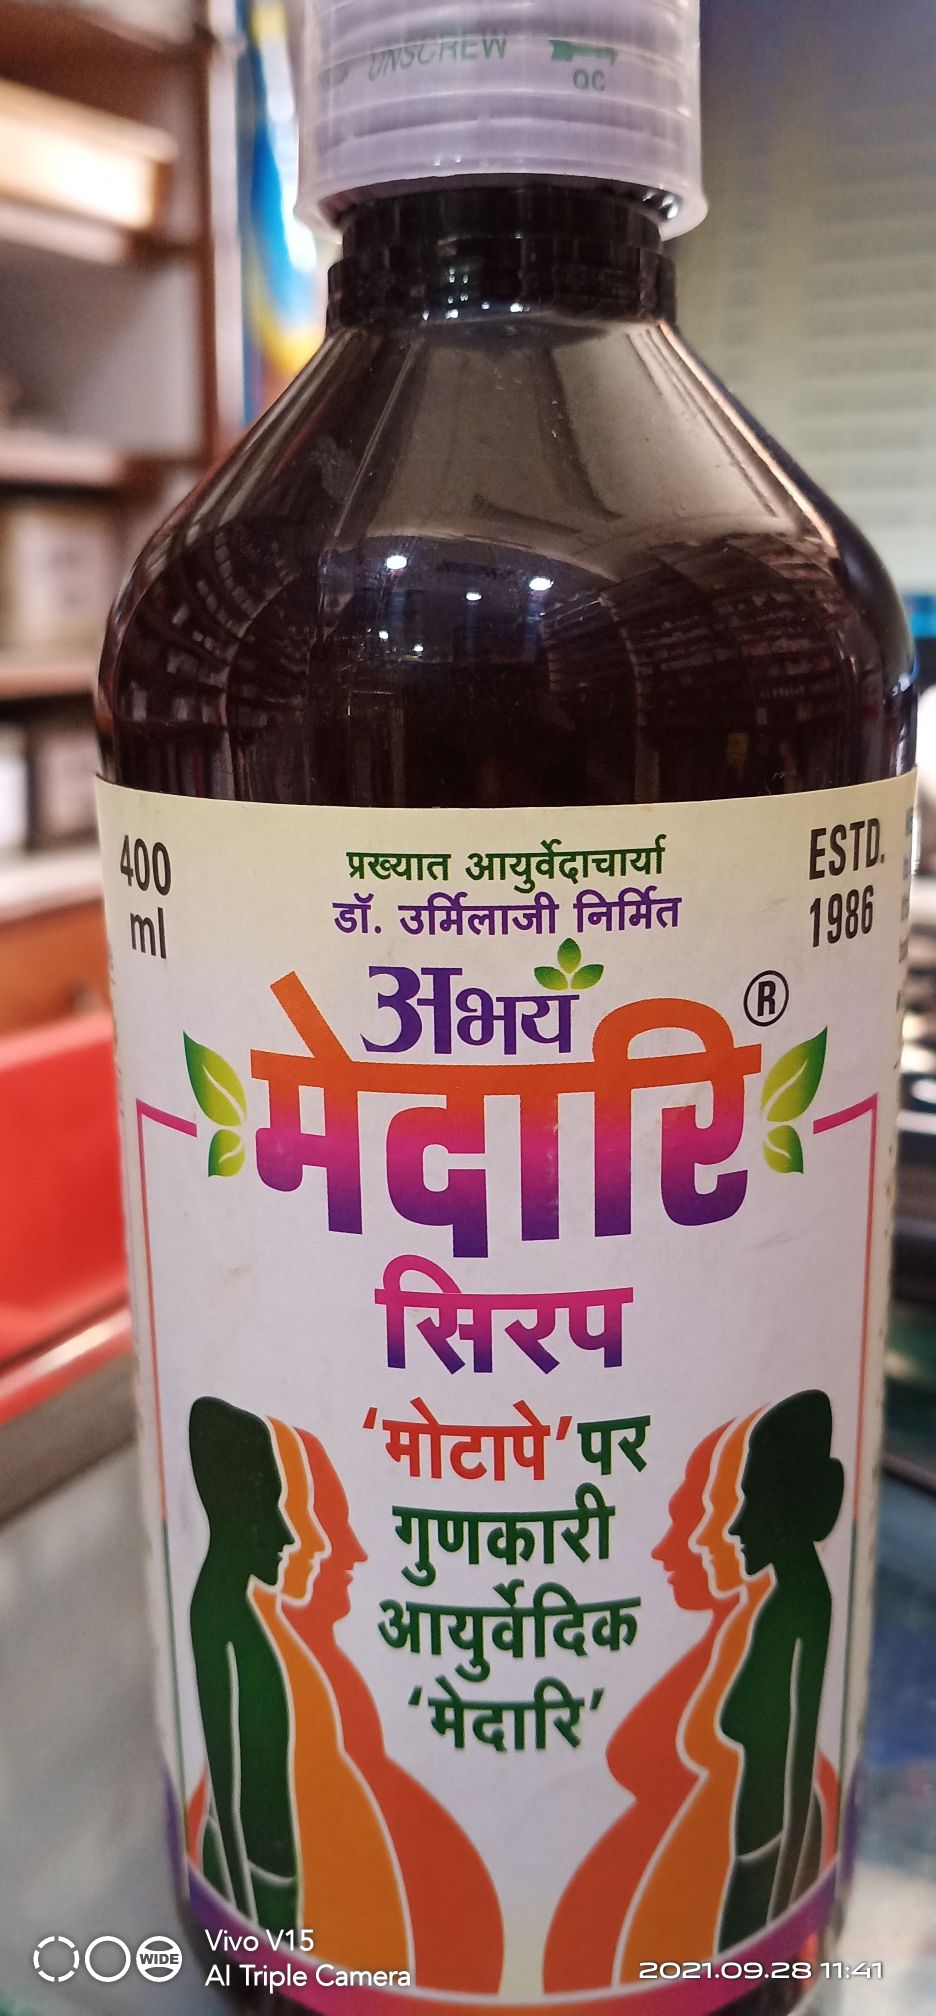 UNSCREW
QC
400
ml
प्रख्यात आयुर्वेदाचार्या
डॉ. उर्मिलाजी निर्मित
ESTD.
1986
अभय
मेदारि ®
सिरप
'मोटापे' पर
गुणकारी
आयुर्वेदिक
'मेदारि'
WIDE
Vivo V15
AI Triple Camera
2021.09.28 11:41